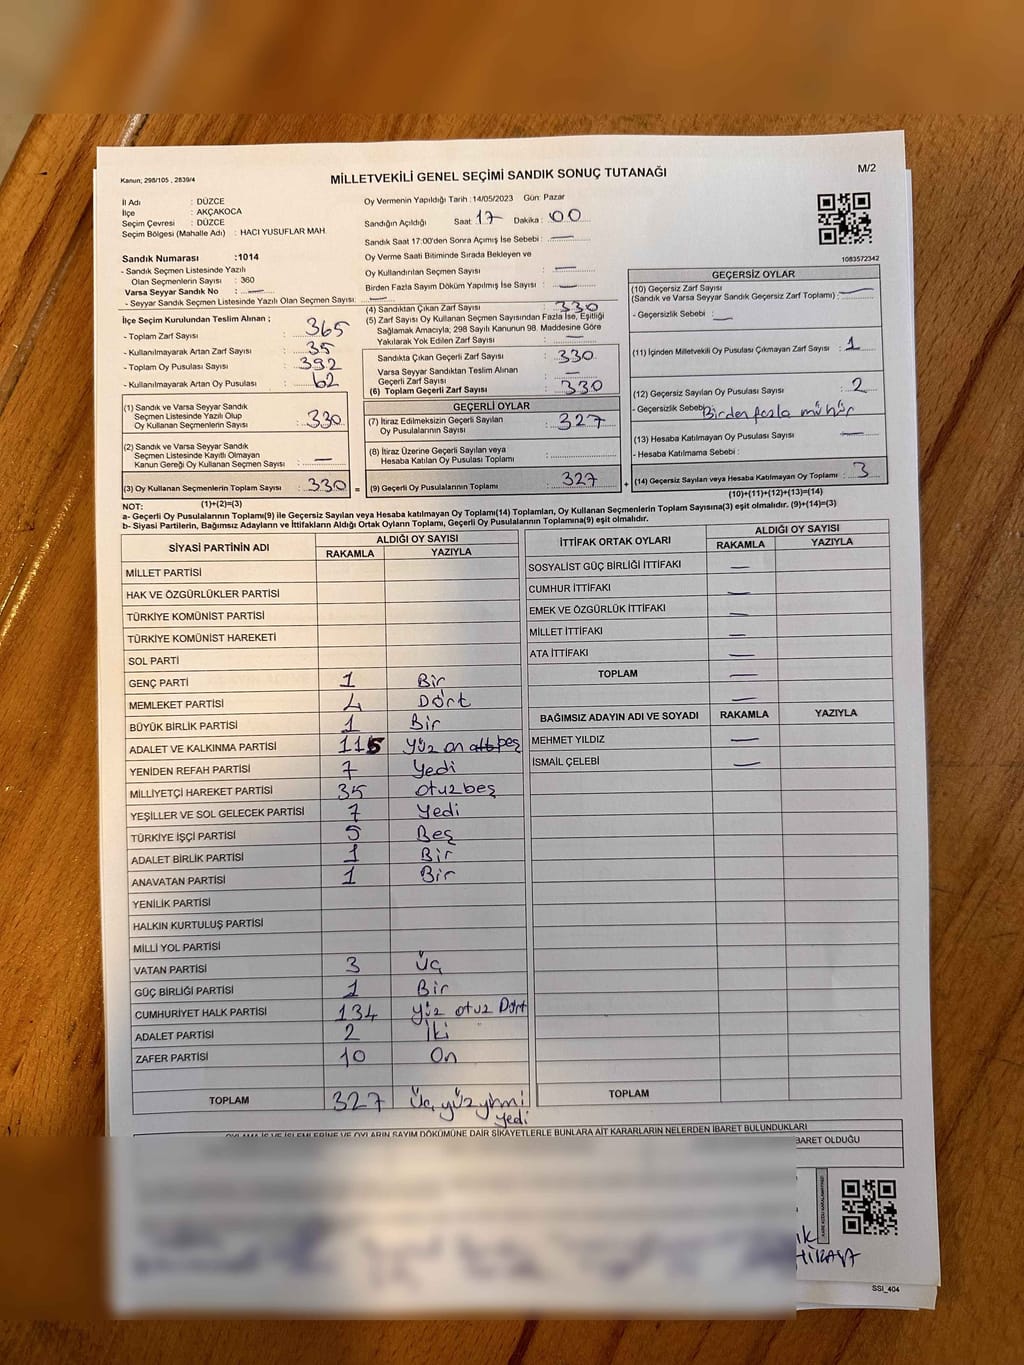 Kanun; 298/105 , 2839/4
MİLLETVEKİLİ GENEL SEÇİMİ SANDIK SONUÇ TUTANAĞI
M/2
İl Adı : DÜZCE
İlçe : AKÇAKOCA
Seçim Çevresi : DÜZCE
Seçim Bölgesi (Mahalle Adı) : HACI YUSUFLAR MAH.
Oy Vermenin Yapıldığı Tarih : 14/05/2023 Gün: Pazar
Sandığın Açıldığı Saat: 17 Dakika : 00
Sandık Saat 17:00'den Sonra Açımış İse Sebebi : —
Oy Verme Saati Bitiminde Sırada Bekleyen ve
Oy Kullandırılan Seçmen Sayısı : —
Birden Fazla Sayım Döküm Yapılmış İse Sayısı : —
1083572342
Sandık Numarası :1014
- Sandık Seçmen Listesinde Yazılı
Olan Seçmenlerin Sayısı : 360
Varsa Seyyar Sandık No : —
- Seyyar Sandık Seçmen Listesinde Yazılı Olan Seçmen Sayısı: —
İlçe Seçim Kurulundan Teslim Alınan ;
- Toplam Zarf Sayısı : 365
- Kullanılmayarak Artan Zarf Sayısı : 35
- Toplam Oy Pusulası Sayısı : 392
- Kullanılmayarak Artan Oy Pusulası : 62
(1) Sandık ve Varsa Seyyar Sandık
Seçmen Listesinde Yazılı Olup
Oy Kullanan Seçmenlerin Sayısı : 330
(2) Sandık ve Varsa Seyyar Sandık
Seçmen Listesinde Kayıtlı Olmayan
Kanun Gereği Oy Kullanan Seçmen Sayısı : —
(3) Oy Kullanan Seçmenlerin Toplam Sayısı : 330
(1)+(2)=(3)
(4) Sandıktan Çıkan Zarf Sayısı : 330
(5) Zarf Sayısı Oy Kullanan Seçmen Sayısından Fazla İse, Eşitliği
Sağlamak Amacıyla; 298 Sayılı Kanunun 98. Maddesine Göre
Yakılarak Yok Edilen Zarf Sayısı : —
Sandıkta Çıkan Geçerli Zarf Sayısı : 330
Varsa Seyyar Sandıktan Teslim Alınan
Geçerli Zarf Sayısı : —
(6) Toplam Geçerli Zarf Sayısı : 330
GEÇERLİ OYLAR
(7) İtiraz Edilmeksizin Geçerli Sayılan
Oy Pusulalarının Sayısı : 327
(8) İtiraz Üzerine Geçerli Sayılan veya
Hesaba Katılan Oy Pusulası Toplamı :
= (9) Geçerli Oy Pusulalarının Toplamı : 327
GEÇERSİZ OYLAR
(10) Geçersiz Zarf Sayısı
(Sandık ve Varsa Seyyar Sandık Geçersiz Zarf Toplamı) : —
- Geçersizlik Sebebi : —
(11) İçinden Milletvekili Oy Pusulası Çıkmayan Zarf Sayısı : 1
(12) Geçersiz Sayılan Oy Pusulası Sayısı : 2
- Geçersizlik Sebebi Birden fazla mühür
(13) Hesaba Katılmayan Oy Pusulası Sayısı : —
- Hesaba Katılmama Sebebi :
+ (14) Geçersiz Sayılan veya Hesaba Katılmayan Oy Toplamı : 3
(10)+(11)+(12)+(13)=(14)
NOT:
a- Geçerli Oy Pusulalarının Toplamı(9) ile Geçersiz Sayılan veya Hesaba katılmayan Oy Toplamı(14) Toplamları, Oy Kullanan Seçmenlerin Toplam Sayısına(3) eşit olmalıdır. (9)+(14)=(3)
b- Siyasi Partilerin, Bağımsız Adayların ve İttifakların Aldığı Ortak Oyların Toplamı, Geçerli Oy Pusulalarının Toplamına(9) eşit olmalıdır.
SİYASİ PARTİNİN ADI ALDIĞI OY SAYISI
RAKAMLA YAZIYLA
MİLLET PARTİSİ
HAK VE ÖZGÜRLÜKLER PARTİSİ
TÜRKİYE KOMÜNİST PARTİSİ
TÜRKİYE KOMÜNİST HAREKETİ
SOL PARTİ
GENÇ PARTİ 1 Bir
MEMLEKET PARTİSİ 4 Dört
BÜYÜK BİRLİK PARTİSİ 1 Bir
ADALET VE KALKINMA PARTİSİ 115 Yüz on altı beş
YENİDEN REFAH PARTİSİ 7 Yedi
MİLLİYETÇİ HAREKET PARTİSİ 35 otuz beş
YEŞİLLER VE SOL GELECEK PARTİSİ 7 Yedi
TÜRKİYE İŞÇİ PARTİSİ 5 Beş
ADALET BİRLİK PARTİSİ 1 Bir
ANAVATAN PARTİSİ 1 Bir
YENİLİK PARTİSİ
HALKIN KURTULUŞ PARTİSİ
MİLLİ YOL PARTİSİ
VATAN PARTİSİ 3 Üç
GÜÇ BİRLİĞİ PARTİSİ 1 Bir
CUMHURİYET HALK PARTİSİ 134 yüz otuz Dört
ADALET PARTİSİ 2 İki
ZAFER PARTİSİ 10 On
TOPLAM 327 Üç yüz yirmi
yedi
İTTİFAK ORTAK OYLARI ALDIĞI OY SAYISI
RAKAMLA YAZIYLA
SOSYALİST GÜÇ BİRLİĞİ İTTİFAKI —
CUMHUR İTTİFAKI —
EMEK VE ÖZGÜRLÜK İTTİFAKI —
MİLLET İTTİFAKI —
ATA İTTİFAKI —
TOPLAM —
—
BAĞIMSIZ ADAYIN ADI VE SOYADI RAKAMLA YAZIYLA
MEHMET YILDIZ —
İSMAİL ÇELEBİ —
TOPLAM
OYLAMA İŞ VE İŞLEMLERİNE VE OYLARIN SAYIM DÖKÜMÜNE DAİR ŞİKAYETLERLE BUNLARA AİT KARARLARIN NELERDEN İBARET BULUNDUKLARI
BARET OLDUĞU
SSİ_404